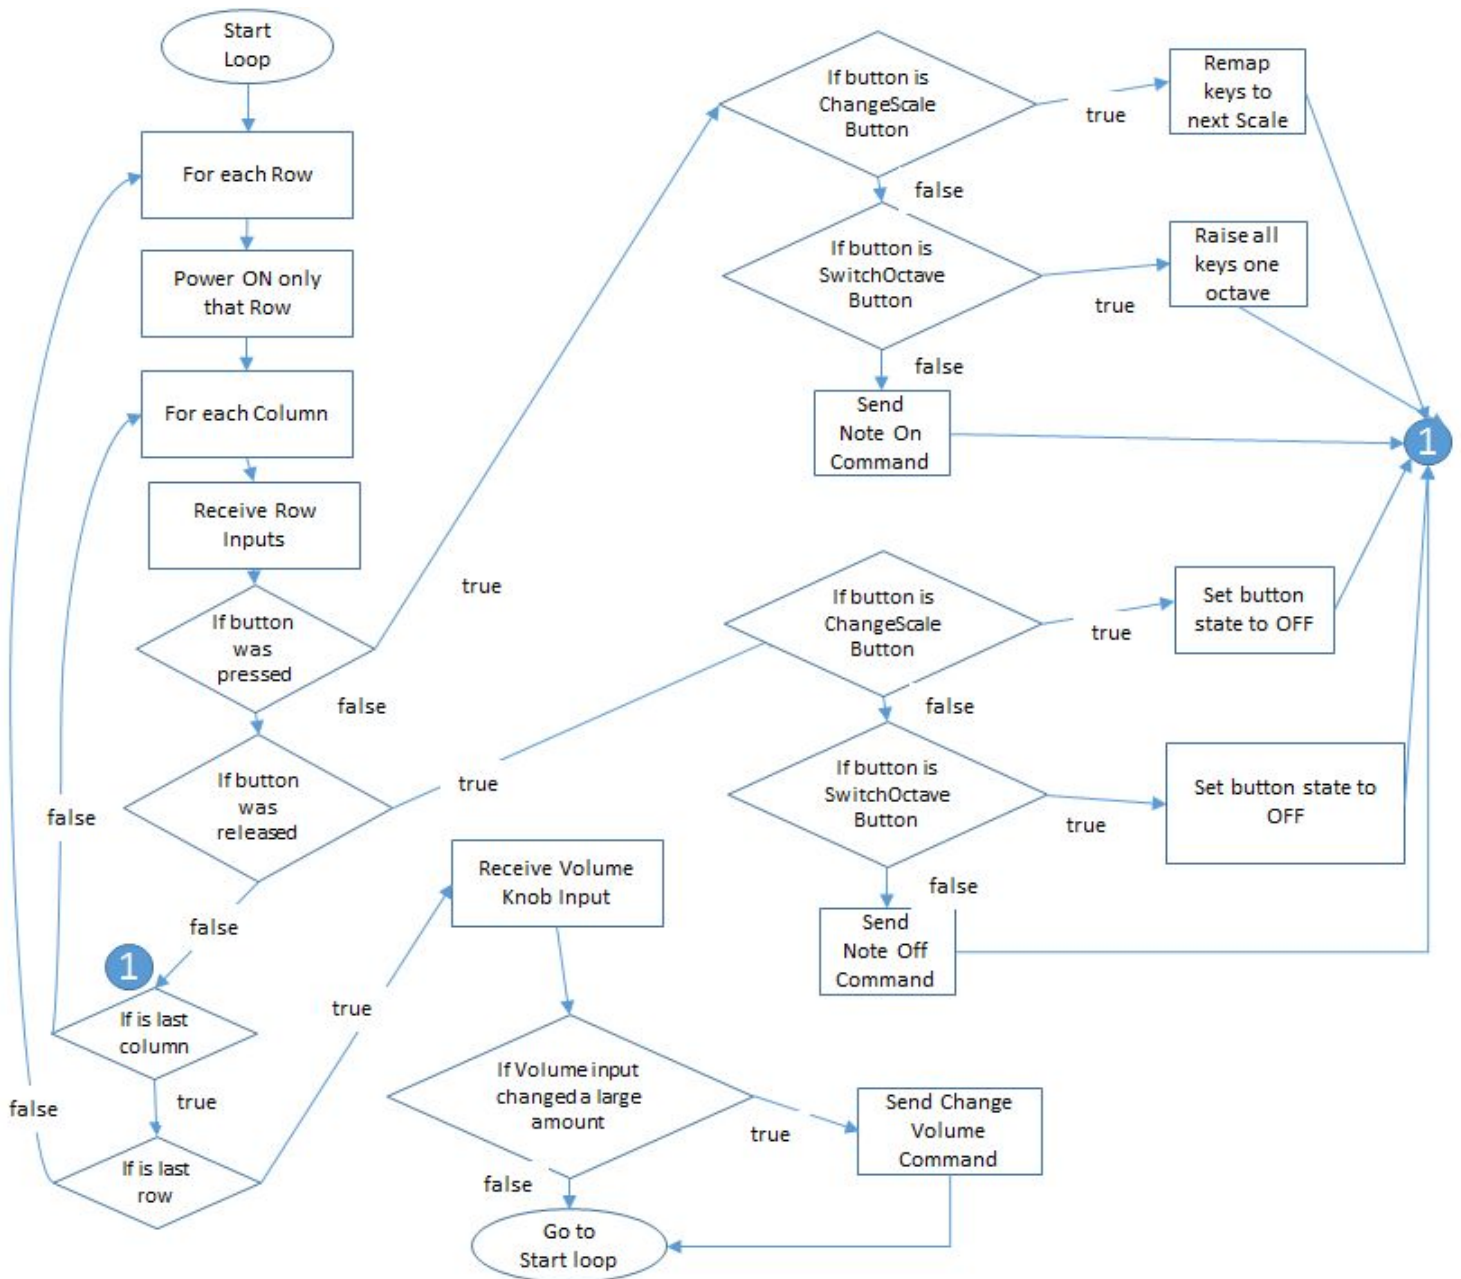 Start
Loop
For each Row
Power ON only
that Row
For each Column
Receive Row
Inputs
If button
was
pressed
true
false
If button
was
released
true
false
false
1
If is last
column
true
false
If is last
row
true
If button is
ChangeScale
Button
true
Remap
keys to
next Scale
false
If button is
SwitchOctave
Button
true
Raise all
keys one
octave
false
Send
Note On
Command
1
If button is
ChangeScale
Button
true
Set button
state to OFF
false
If button is
SwitchOctave
Button
true
Set button state to
OFF
false
Send
Note Off
Command
Receive Volume
Knob Input
If Volume input
changed a large
amount
true
Send Change
Volume
Command
false
Go to
Start loop